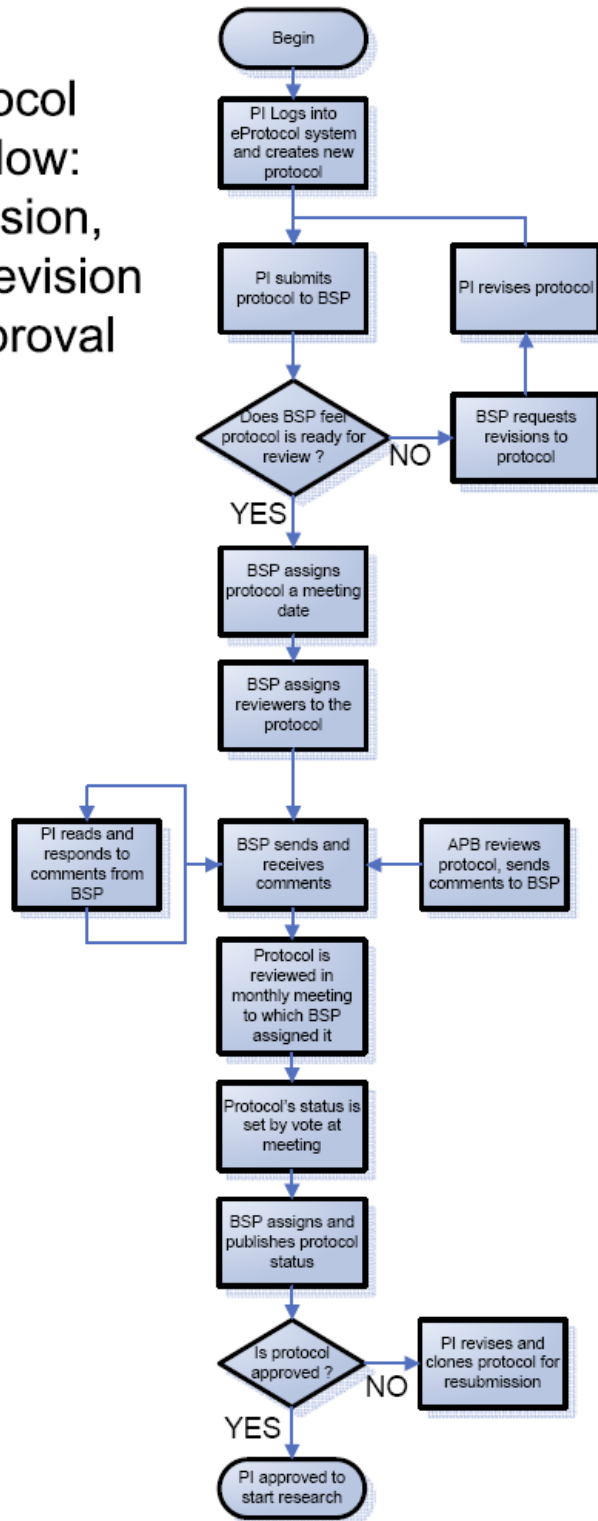 Begin
ocol
low:
sion,
evision
proval
PI Logs into
eProtocol system
and creates new
protocol
PI submits
protocol to BSP
PI revises protocol
Does BSP feel
protocol is ready for
review ?
NO
BSP requests
revisions to
protocol
YES
BSP assigns
protocol a meeting
date
BSP assigns
reviewers to the
protocol
PI reads and
responds to
comments from
BSP
BSP sends and
receives
comments
APB reviews
protocol, sends
comments to BSP
Protocol is
reviewed in
monthly meeting
to which BSP
assigned it
Protocol's status is
set by vote at
meeting
BSP assigns and
publishes protocol
status
Is protocol
approved ?
NO
PI revises and
clones protocol for
resubmission
YES
PI approved to
start research